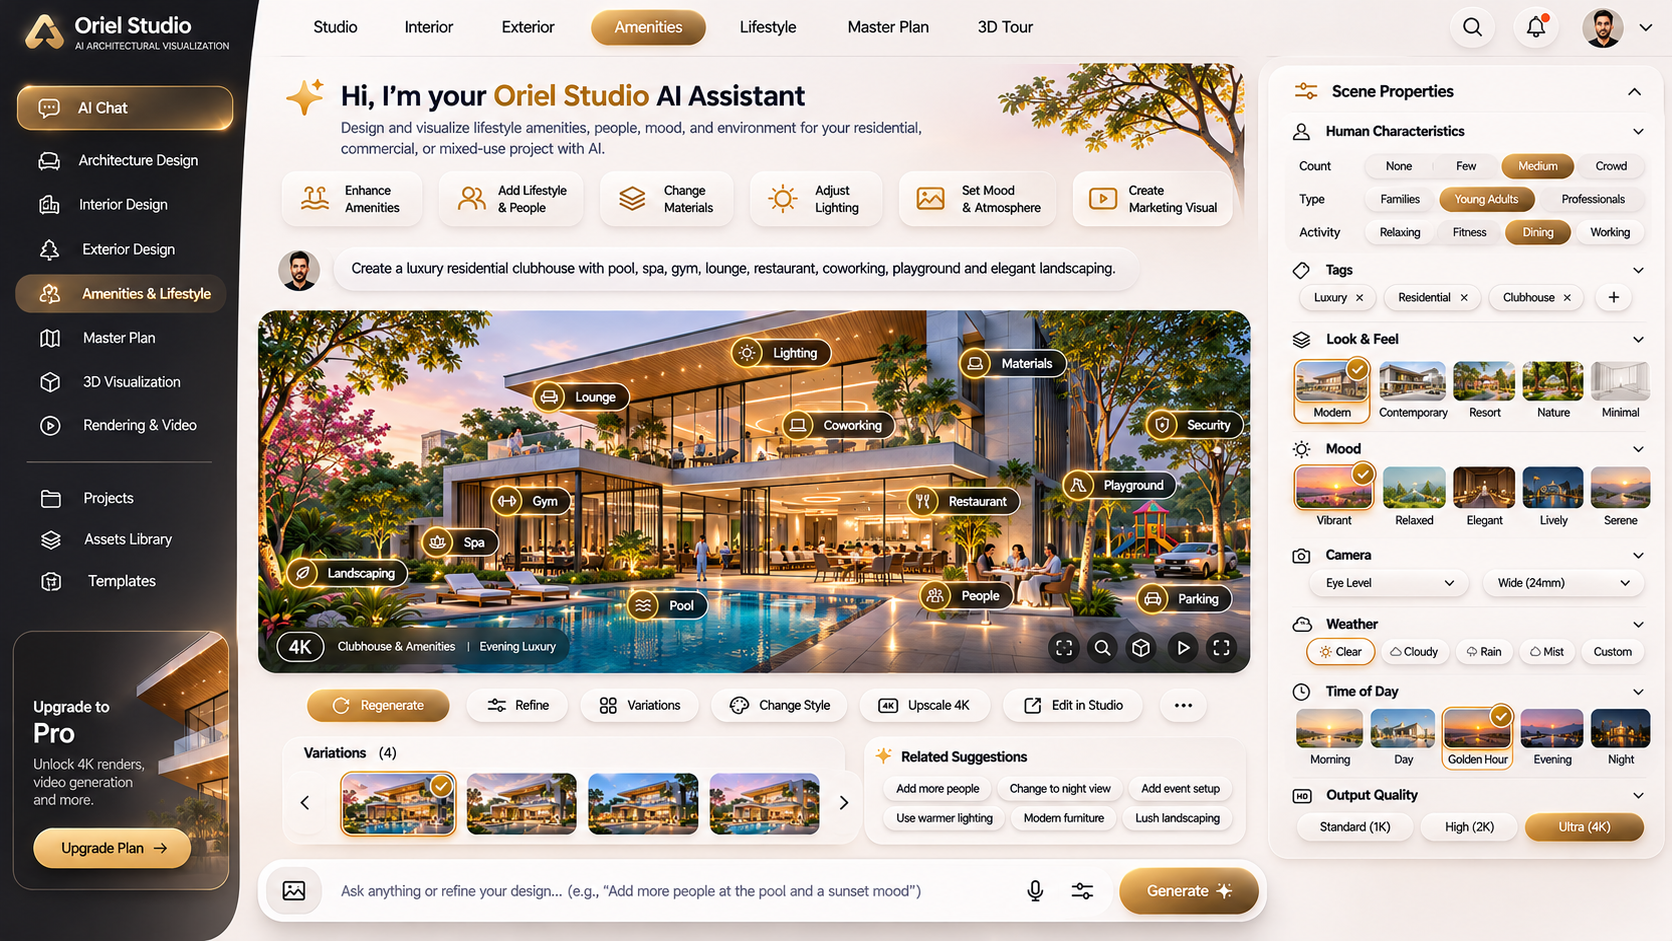 Oriel Studio
AI ARCHITECTURAL VISUALIZATION
AI Chat
Architecture Design
Interior Design
Exterior Design
Amenities & Lifestyle
Master Plan
3D Visualization
Rendering & Video
Projects
Assets Library
Templates
Upgrade to
Pro
Unlock 4K renders,
video generation
and more.
Upgrade Plan →
Studio
Interior
Exterior
Amenities
Lifestyle
Master Plan
3D Tour
Hi, I'm your Oriel Studio AI Assistant
Design and visualize lifestyle amenities, people, mood, and environment for your residential,
commercial, or mixed-use project with AI.
Enhance
Amenities
Add Lifestyle
& People
Change
Materials
Adjust
Lighting
Set Mood
& Atmosphere
Create
Marketing Visual
Create a luxury residential clubhouse with pool, spa, gym, lounge, restaurant, coworking, playground and elegant landscaping.
Lighting
Materials
Lounge
Coworking
Security
Playground
Gym
Restaurant
Spa
Landscaping
Pool
People
Parking
4K
Clubhouse & Amenities | Evening Luxury
Regenerate
Refine
Variations
Change Style
4K
Upscale 4K
Edit in Studio
Variations (4)
Related Suggestions
Add more people
Change to night view
Add event setup
Use warmer lighting
Modern furniture
Lush landscaping
Ask anything or refine your design... (e.g., “Add more people at the pool and a sunset mood”)
Generate
Scene Properties
Human Characteristics
Count
None
Few
Medium
Crowd
Type
Families
Young Adults
Professionals
Activity
Relaxing
Fitness
Dining
Working
Tags
Luxury ×
Residential ×
Clubhouse ×
+
Look & Feel
Modern
Contemporary
Resort
Nature
Minimal
Mood
Vibrant
Relaxed
Elegant
Lively
Serene
Camera
Eye Level
Wide (24mm)
Weather
Clear
Cloudy
Rain
Mist
Custom
Time of Day
Morning
Day
Golden Hour
Evening
Night
HD
Output Quality
Standard (1K)
High (2K)
Ultra (4K)